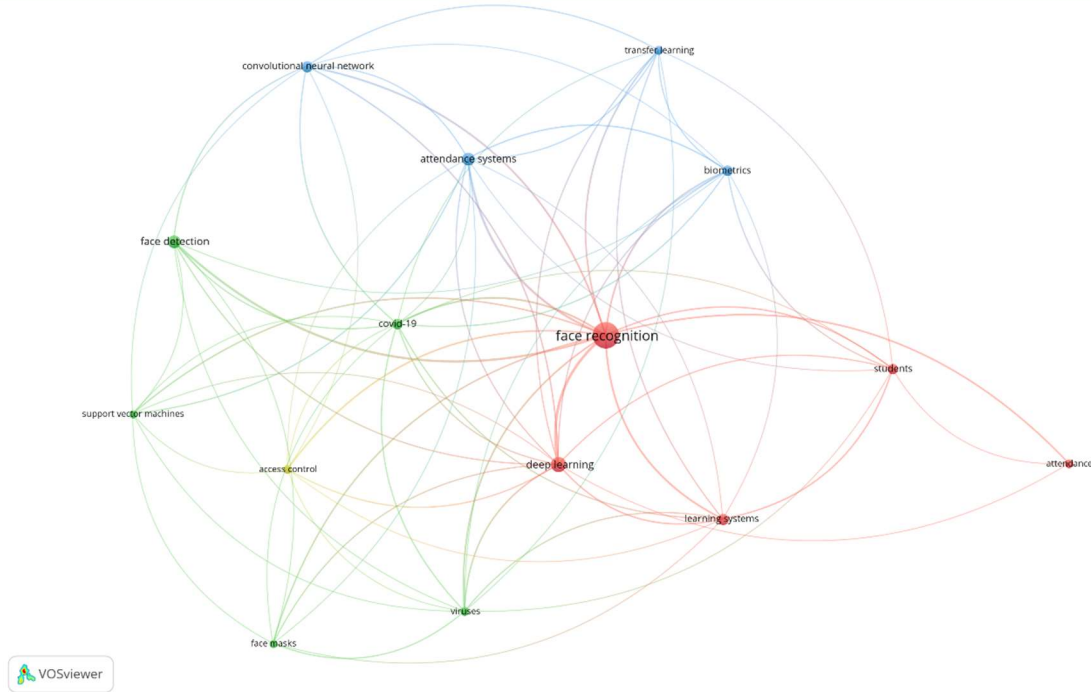 transfer learning
convolutional neural network
attendance systems
biometrics
face detection
covid-19
face recognition
students
support vector machines
deep learning
attendance
access control
learning systems
viruses
face masks
VOSviewer